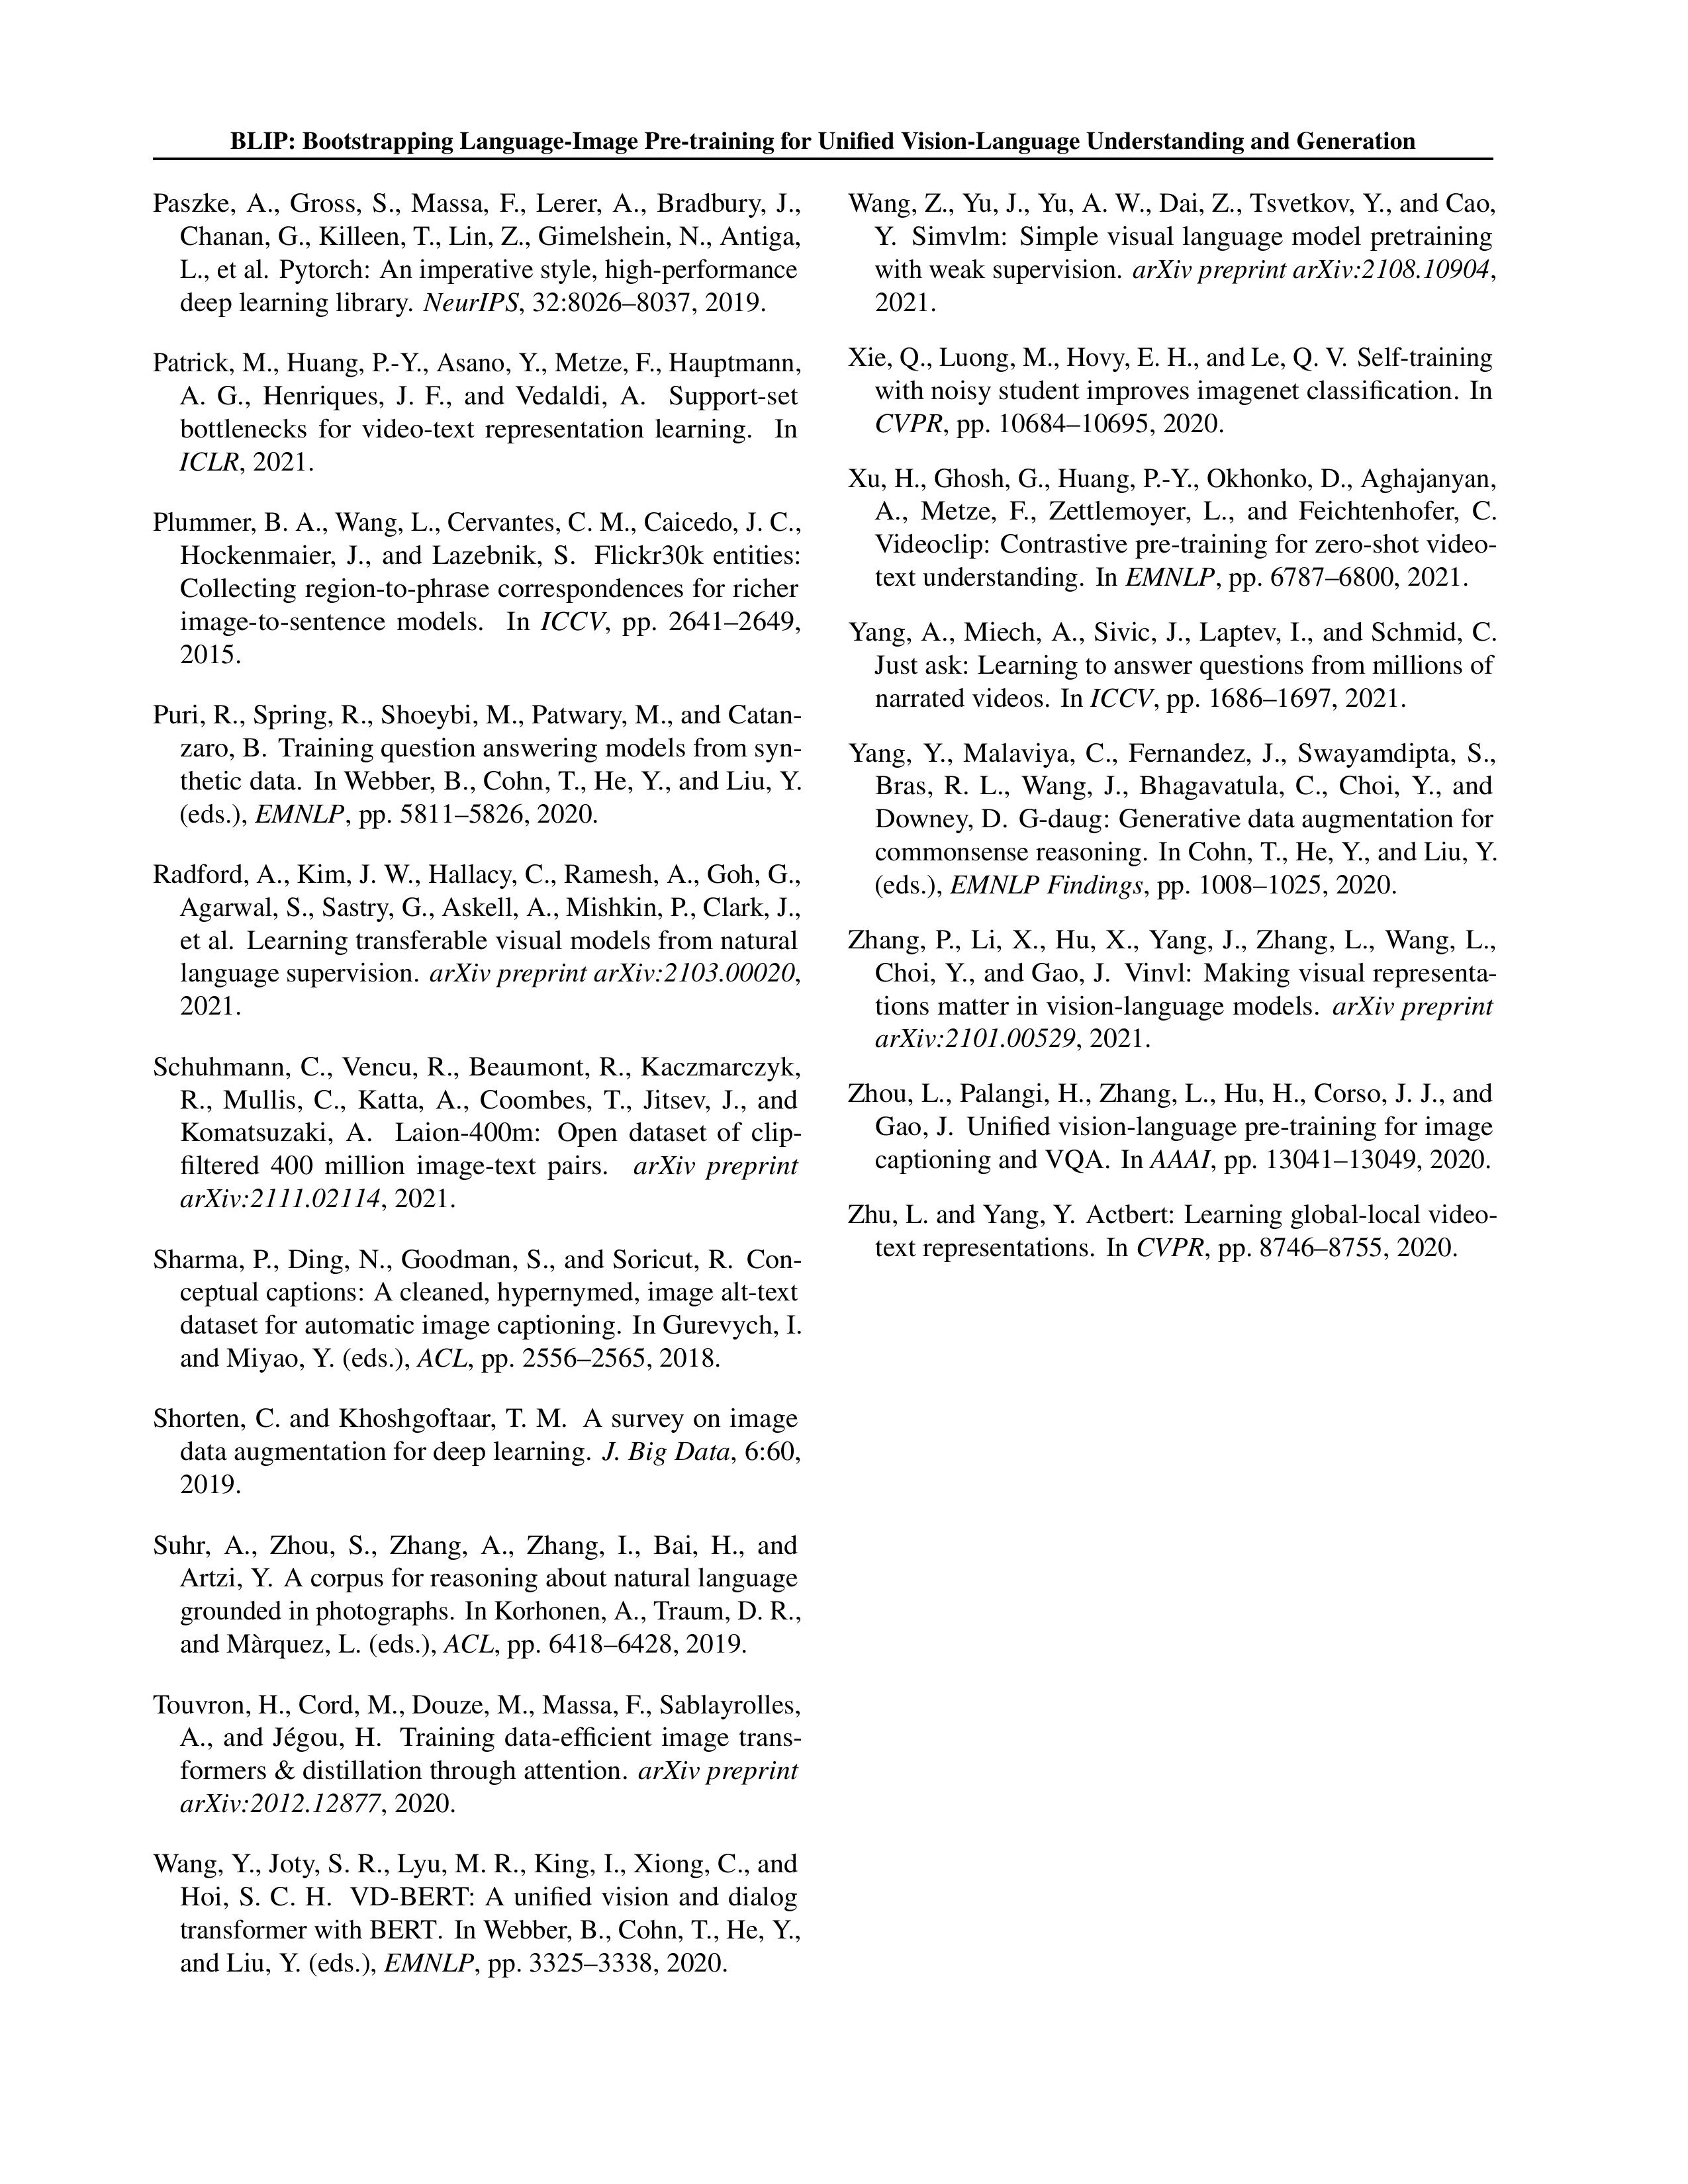 BLIP: Bootstrapping Language-Image Pre-training for Unified Vision-Language Understanding and Generation
Paszke, A., Gross, S., Massa, F., Lerer, A., Bradbury, J.,
Chanan, G., Killeen, T., Lin, Z., Gimelshein, N., Antiga,
L., et al. Pytorch: An imperative style, high-performance
deep learning library. NeurIPS, 32:8026–8037, 2019.
Patrick, M., Huang, P.-Y., Asano, Y., Metze, F., Hauptmann,
A. G., Henriques, J. F., and Vedaldi, A. Support-set
bottlenecks for video-text representation learning. In
ICLR, 2021.
Plummer, B. A., Wang, L., Cervantes, C. M., Caicedo, J. C.,
Hockenmaier, J., and Lazebnik, S. Flickr30k entities:
Collecting region-to-phrase correspondences for richer
image-to-sentence models. In ICCV, pp. 2641–2649,
2015.
Puri, R., Spring, R., Shoeybi, M., Patwary, M., and Catan-
zaro, B. Training question answering models from syn-
thetic data. In Webber, B., Cohn, T., He, Y., and Liu, Y.
(eds.), EMNLP, pp. 5811–5826, 2020.
Radford, A., Kim, J. W., Hallacy, C., Ramesh, A., Goh, G.,
Agarwal, S., Sastry, G., Askell, A., Mishkin, P., Clark, J.,
et al. Learning transferable visual models from natural
language supervision. arXiv preprint arXiv:2103.00020,
2021.
Schuhmann, C., Vencu, R., Beaumont, R., Kaczmarczyk,
R., Mullis, C., Katta, A., Coombes, T., Jitsev, J., and
Komatsuzaki, A. Laion-400m: Open dataset of clip-
filtered 400 million image-text pairs. arXiv preprint
arXiv:2111.02114, 2021.
Sharma, P., Ding, N., Goodman, S., and Soricut, R. Con-
ceptual captions: A cleaned, hypernymed, image alt-text
dataset for automatic image captioning. In Gurevych, I.
and Miyao, Y. (eds.), ACL, pp. 2556–2565, 2018.
Shorten, C. and Khoshgoftaar, T. M. A survey on image
data augmentation for deep learning. J. Big Data, 6:60,
2019.
Suhr, A., Zhou, S., Zhang, A., Zhang, I., Bai, H., and
Artzi, Y. A corpus for reasoning about natural language
grounded in photographs. In Korhonen, A., Traum, D. R.,
and Màrquez, L. (eds.), ACL, pp. 6418–6428, 2019.
Touvron, H., Cord, M., Douze, M., Massa, F., Sablayrolles,
A., and Jégou, H. Training data-efficient image trans-
formers & distillation through attention. arXiv preprint
arXiv:2012.12877, 2020.
Wang, Y., Joty, S. R., Lyu, M. R., King, I., Xiong, C., and
Hoi, S. C. H. VD-BERT: A unified vision and dialog
transformer with BERT. In Webber, B., Cohn, T., He, Y.,
and Liu, Y. (eds.), EMNLP, pp. 3325–3338, 2020.
Wang, Z., Yu, J., Yu, A. W., Dai, Z., Tsvetkov, Y., and Cao,
Y. Simvlm: Simple visual language model pretraining
with weak supervision. arXiv preprint arXiv:2108.10904,
2021.
Xie, Q., Luong, M., Hovy, E. H., and Le, Q. V. Self-training
with noisy student improves imagenet classification. In
CVPR, pp. 10684–10695, 2020.
Xu, H., Ghosh, G., Huang, P.-Y., Okhonko, D., Aghajanyan,
A., Metze, F., Zettlemoyer, L., and Feichtenhofer, C.
Videoclip: Contrastive pre-training for zero-shot video-
text understanding. In EMNLP, pp. 6787–6800, 2021.
Yang, A., Miech, A., Sivic, J., Laptev, I., and Schmid, C.
Just ask: Learning to answer questions from millions of
narrated videos. In ICCV, pp. 1686–1697, 2021.
Yang, Y., Malaviya, C., Fernandez, J., Swayamdipta, S.,
Bras, R. L., Wang, J., Bhagavatula, C., Choi, Y., and
Downey, D. G-daug: Generative data augmentation for
commonsense reasoning. In Cohn, T., He, Y., and Liu, Y.
(eds.), EMNLP Findings, pp. 1008–1025, 2020.
Zhang, P., Li, X., Hu, X., Yang, J., Zhang, L., Wang, L.,
Choi, Y., and Gao, J. Vinvl: Making visual representa-
tions matter in vision-language models. arXiv preprint
arXiv:2101.00529, 2021.
Zhou, L., Palangi, H., Zhang, L., Hu, H., Corso, J. J., and
Gao, J. Unified vision-language pre-training for image
captioning and VQA. In AAAI, pp. 13041–13049, 2020.
Zhu, L. and Yang, Y. Actbert: Learning global-local video-
text representations. In CVPR, pp. 8746–8755, 2020.